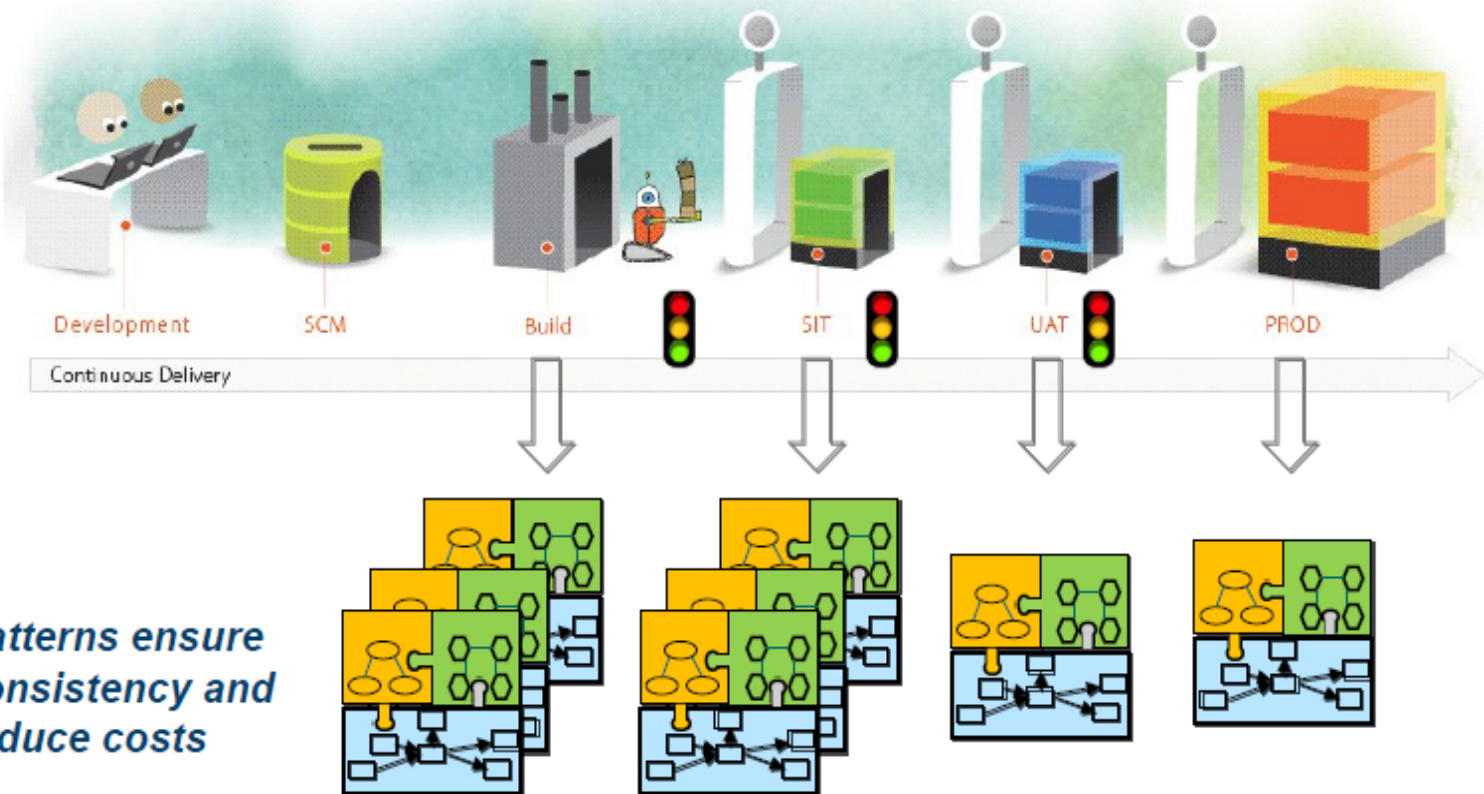 Development
SCM
Build
SIT
UAT
PROD
Continuous Delivery
atterns ensure
onsistency and
duce costs